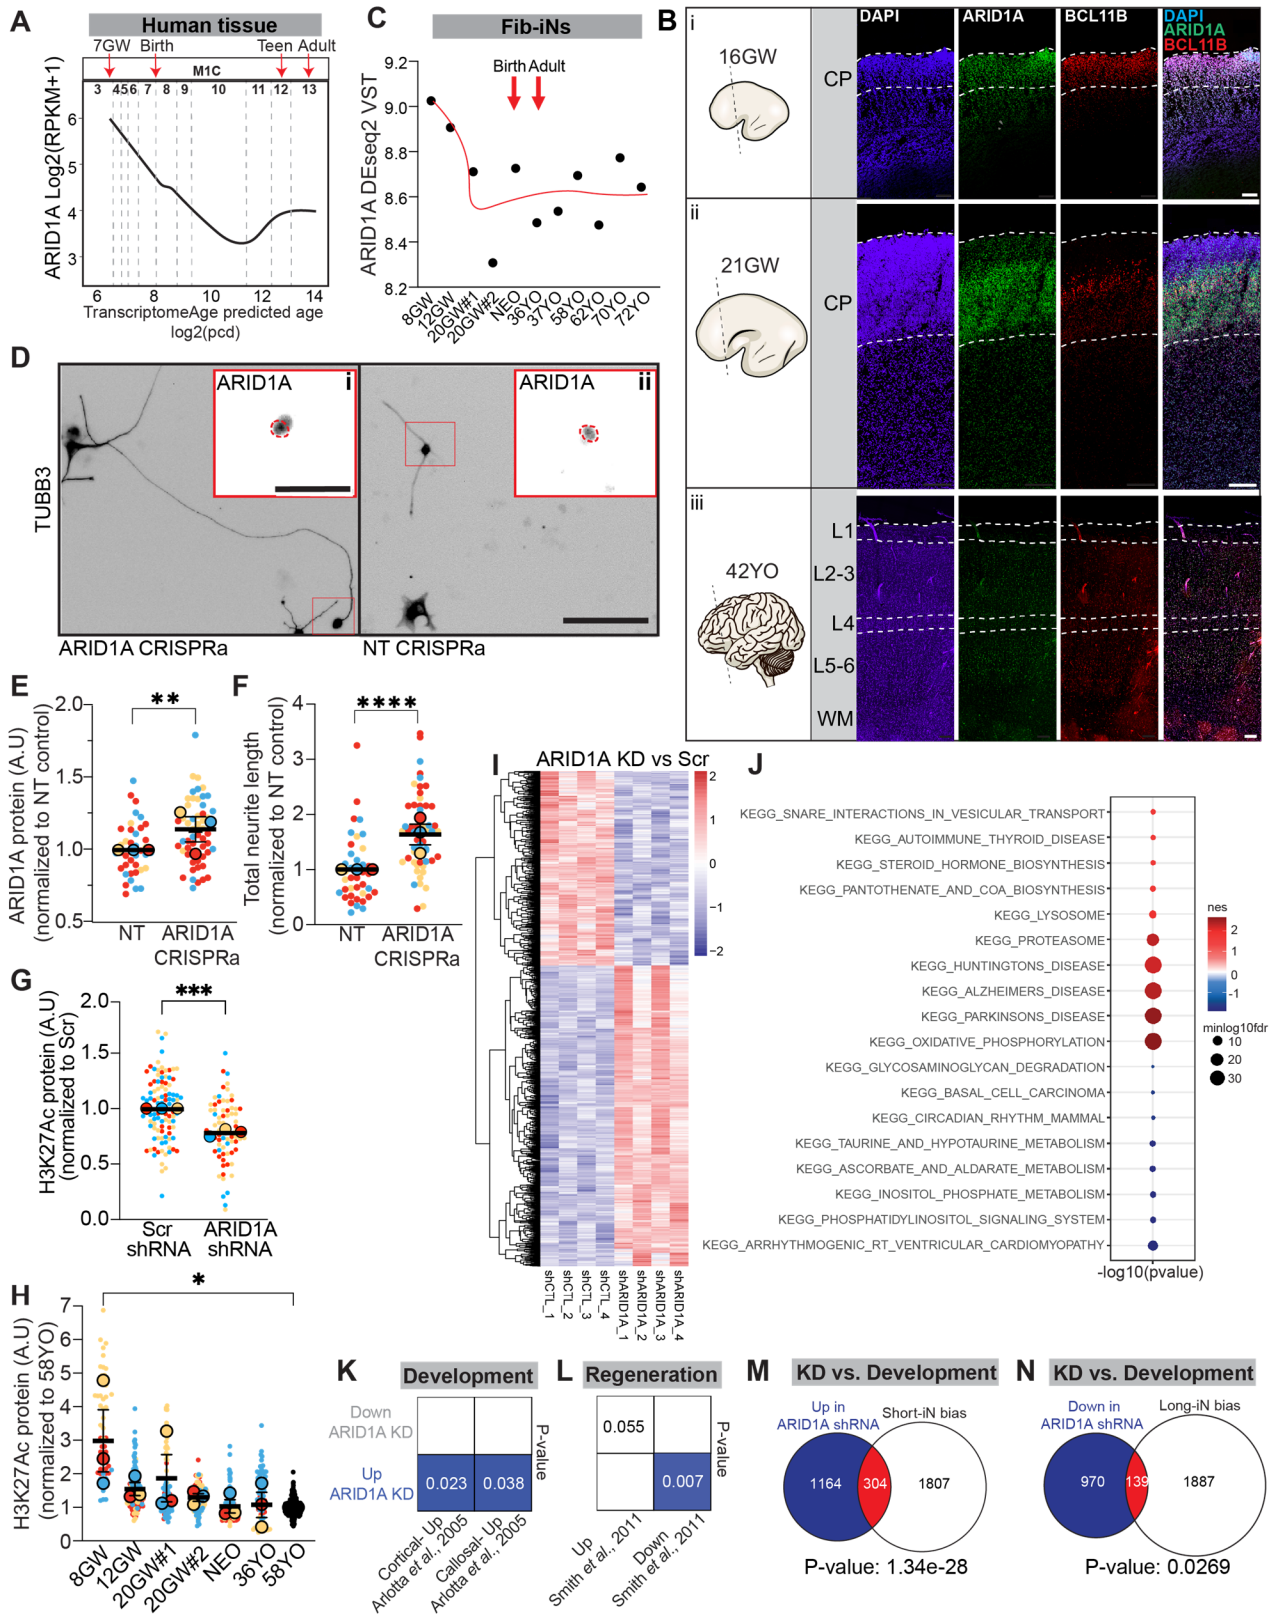 A
Human tissue
7GW Birth Teen Adult
M1C
3 4 5 6 7 8 9 10 11 12 13
ARID1A Log2(RPKM+1)
6
5
4
3
6 8 10 12 14
TranscriptomeAge predicted age
log2(pcd)
C
Fib-iNs
Birth Adult
ARID1A DEseq2 VST
9.2
9.0
8.8
8.6
8.4
8.2
8GW
12GW
20GW#1
20GW#2
NEO
36YO
37YO
58YO
62YO
70YO
72YO
B
DAPI ARID1A BCL11B DAPI
ARID1A
BCL11B
i
16GW
CP
ii
21GW
CP
iii
42YO
L1
L2-3
L4
L5-6
WM
D
TUBB3
ARID1A i
ARID1A ii
ARID1A CRISPRa
NT CRISPRa
E
ARID1A protein (A.U)
(normalized to NT control)
2.0
1.5
1.0
0.5
**
NT ARID1A
CRISPRa
F
Total neurite length
(normalized to NT control)
4
3
2
1
0
****
NT ARID1A
CRISPRa
G
H3K27Ac protein (A.U)
(normalized to Scr)
2.0
1.5
1.0
0.5
0.0
***
Scr
shRNA
ARID1A
shRNA
H
H3K27Ac protein (A.U)
(normalized to 58YO)
7
6
5
4
3
2
1
0
*
8GW
12GW
20GW#1
20GW#2
NEO
36YO
58YO
I
ARID1A KD vs Scr
2
1
0
−1
−2
shCTL_1
shCTL_2
shCTL_3
shCTL_4
shARID1A_1
shARID1A_2
shARID1A_3
shARID1A_4
J
KEGG_SNARE_INTERACTIONS_IN_VESICULAR_TRANSPORT
KEGG_AUTOIMMUNE_THYROID_DISEASE
KEGG_STEROID_HORMONE_BIOSYNTHESIS
KEGG_PANTOTHENATE_AND_COA_BIOSYNTHESIS
KEGG_LYSOSOME
KEGG_PROTEASOME
KEGG_HUNTINGTONS_DISEASE
KEGG_ALZHEIMERS_DISEASE
KEGG_PARKINSONS_DISEASE
KEGG_OXIDATIVE_PHOSPHORYLATION
KEGG_GLYCOSAMINOGLYCAN_DEGRADATION
KEGG_BASAL_CELL_CARCINOMA
KEGG_CIRCADIAN_RHYTHM_MAMMAL
KEGG_TAURINE_AND_HYPOTAURINE_METABOLISM
KEGG_ASCORBATE_AND_ALDARATE_METABOLISM
KEGG_INOSITOL_PHOSPHATE_METABOLISM
KEGG_PHOSPHATIDYLINOSITOL_SIGNALING_SYSTEM
KEGG_ARRHYTHMOGENIC_RT_VENTRICULAR_CARDIOMYOPATHY
-log10(pvalue)
nes
2
1
0
-1
minlog10fdr
10
20
30
K
Development
Down
ARID1A KD
Up
ARID1A KD
0.023 0.038
P-value
Cortical- Up
Arlotta et al., 2005
Callosal- Up
Arlotta et al., 2005
L
Regeneration
0.055
0.007
P-value
Up
Smith et al., 2011
Down
Smith et al., 2011
M
KD vs. Development
Up in
ARID1A shRNA
Short-iN bias
1164 304 1807
P-value: 1.34e-28
N
KD vs. Development
Down in
ARID1A shRNA
Long-iN bias
970 139 1887
P-value: 0.0269